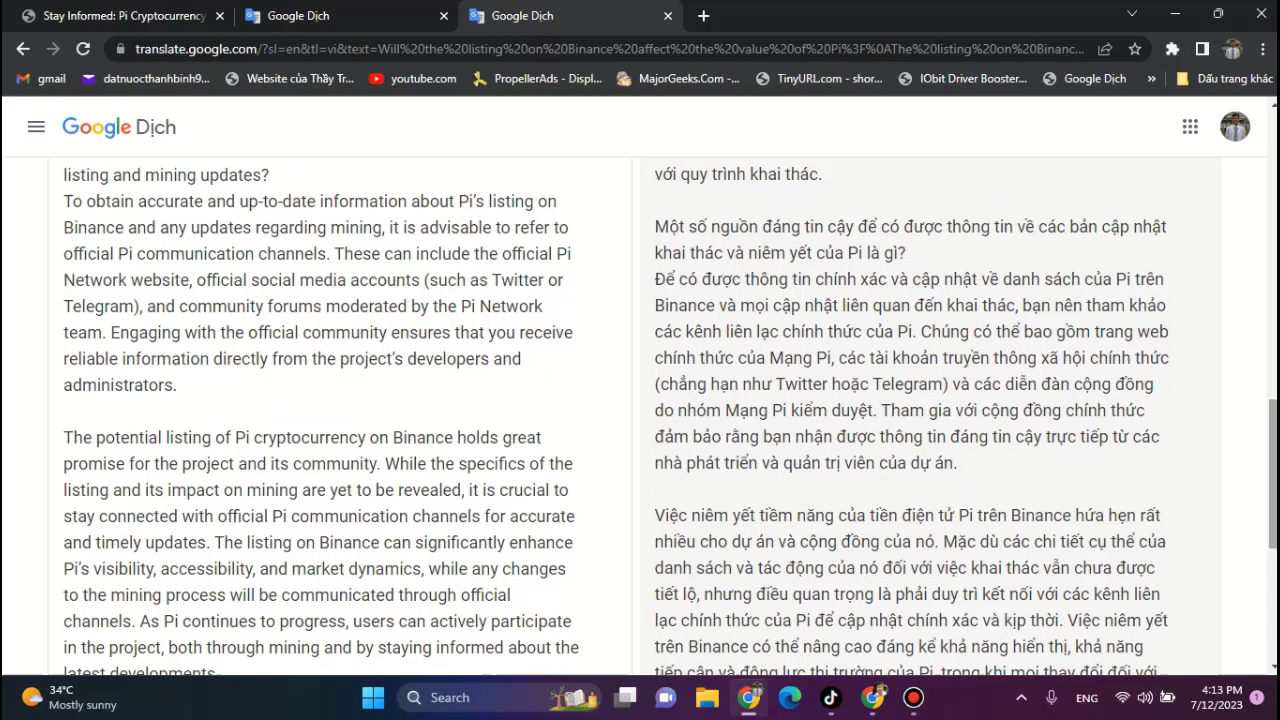 Stay Informed: Pi Cryptocurrency
Google Dịch
Google Dịch
translate.google.com/?sl=en&tl=vi&text=Will%20the%20listing%20on%20Binance%20affect%20the%20value%20of%20Pi%3F%0AThe%20listing%20on%20Binanc...
gmail
datnuocthanhbinh9...
Website của Thầy Tr...
youtube.com
PropellerAds - Displ...
MajorGeeks.Com -...
TinyURL.com - shor...
IObit Driver Booster...
Google Dịch
»
Dấu trang khác
Google Dịch
listing and mining updates?
To obtain accurate and up-to-date information about Pi's listing on
Binance and any updates regarding mining, it is advisable to refer to
official Pi communication channels. These can include the official Pi
Network website, official social media accounts (such as Twitter or
Telegram), and community forums moderated by the Pi Network
team. Engaging with the official community ensures that you receive
reliable information directly from the project's developers and
administrators.
The potential listing of Pi cryptocurrency on Binance holds great
promise for the project and its community. While the specifics of the
listing and its impact on mining are yet to be revealed, it is crucial to
stay connected with official Pi communication channels for accurate
and timely updates. The listing on Binance can significantly enhance
Pi's visibility, accessibility, and market dynamics, while any changes
to the mining process will be communicated through official
channels. As Pi continues to progress, users can actively participate
in the project, both through mining and by staying informed about the
latest developments.
với quy trình khai thác.
Một số nguồn đáng tin cậy để có được thông tin về các bản cập nhật
khai thác và niêm yết của Pi là gì?
Để có được thông tin chính xác và cập nhật về danh sách của Pi trên
Binance và mọi cập nhật liên quan đến khai thác, bạn nên tham khảo
các kênh liên lạc chính thức của Pi. Chúng có thể bao gồm trang web
chính thức của Mạng Pi, các tài khoản truyền thông xã hội chính thức
(chẳng hạn như Twitter hoặc Telegram) và các diễn đàn cộng đồng
do nhóm Mạng Pi kiểm duyệt. Tham gia với cộng đồng chính thức
đảm bảo rằng bạn nhận được thông tin đáng tin cậy trực tiếp từ các
nhà phát triển và quản trị viên của dự án.
Việc niêm yết tiềm năng của tiền điện tử Pi trên Binance hứa hẹn rất
nhiều cho dự án và cộng đồng của nó. Mặc dù các chi tiết cụ thể của
danh sách và tác động của nó đối với việc khai thác vẫn chưa được
tiết lộ, nhưng điều quan trọng là phải duy trì kết nối với các kênh liên
lạc chính thức của Pi để cập nhật chính xác và kịp thời. Việc niêm yết
trên Binance có thể nâng cao đáng kể khả năng hiển thị, khả năng
tiếp cận và động lực thị trường của Pi, trong khi mọi thay đổi đối với
34°C
Mostly sunny
Search
ENG
4:13 PM
7/12/2023
1